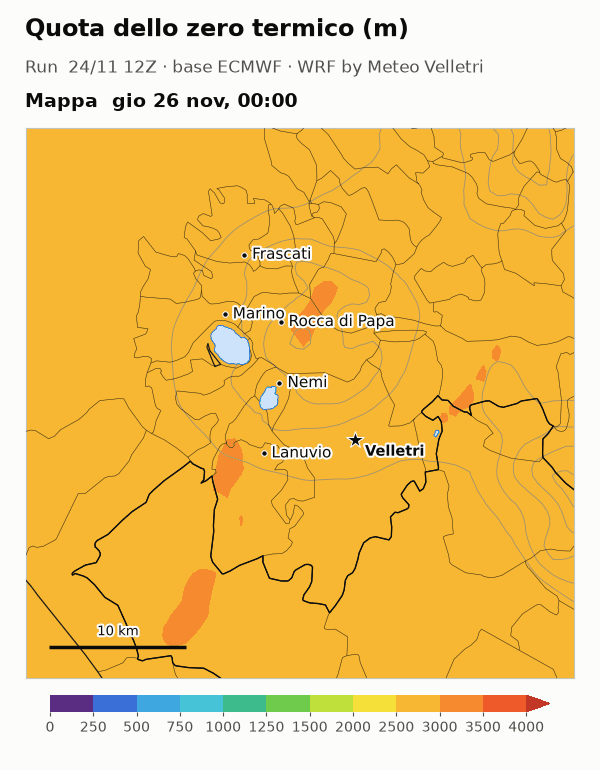 Quota dello zero termico (m)
Run  24/11 12Z · base ECMWF · WRF by Meteo Velletri
Mappa  gio 26 nov, 00:00
Frascati
Marino
Rocca di Papa
Nemi
Velletri
Lanuvio
10 km
0 250 500 750 1000 1250 1500 2000 2500 3000 3500 4000